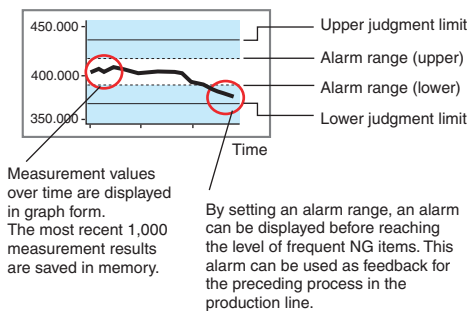 450.000
400.000
350.000
Upper judgment limit
Alarm range (upper)
Alarm range (lower)
Lower judgment limit
Time
Measurement values
over time are displayed
in graph form.
The most recent 1,000
measurement results
are saved in memory.
By setting an alarm range, an alarm
can be displayed before reaching
the level of frequent NG items. This
alarm can be used as feedback for
the preceding process in the
production line.